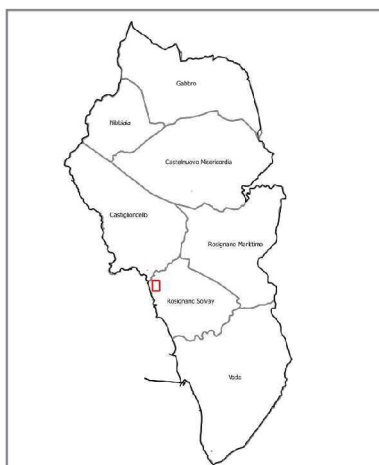 Gabbro
Nibbiaia
Castelnuovo Misericordia
Castiglioncello
Rosignano Marittimo
Rosignano Solvay
Vada